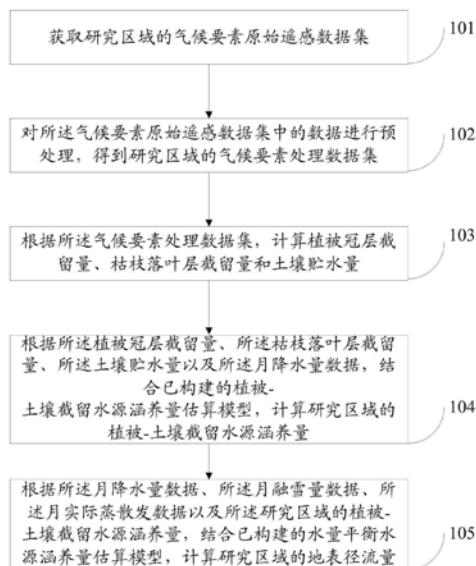 获取研究区域的气候要素原始遥感数据集
101
对所述气候要素原始遥感数据集中的数据进行预
处理，得到研究区域的气候要素处理数据集
102
根据所述气候要素处理数据集，计算植被冠层截
留量、枯枝落叶层截留量和土壤贮水量
103
根据所述植被冠层截留量、所述枯枝落叶层截留
量、所述土壤贮水量以及所述月降水量数据，结
合已构建的植被-
土壤截留水源涵养量估算模型，计算研究区域的
植被-土壤截留水源涵养量
104
根据所述月降水量数据、所述月融雪量数据、所
述月实际蒸散发数据以及所述研究区域的植被-
土壤截留水源涵养量，结合已构建的水量平衡水
源涵养量估算模型，计算研究区域的地表径流量
105